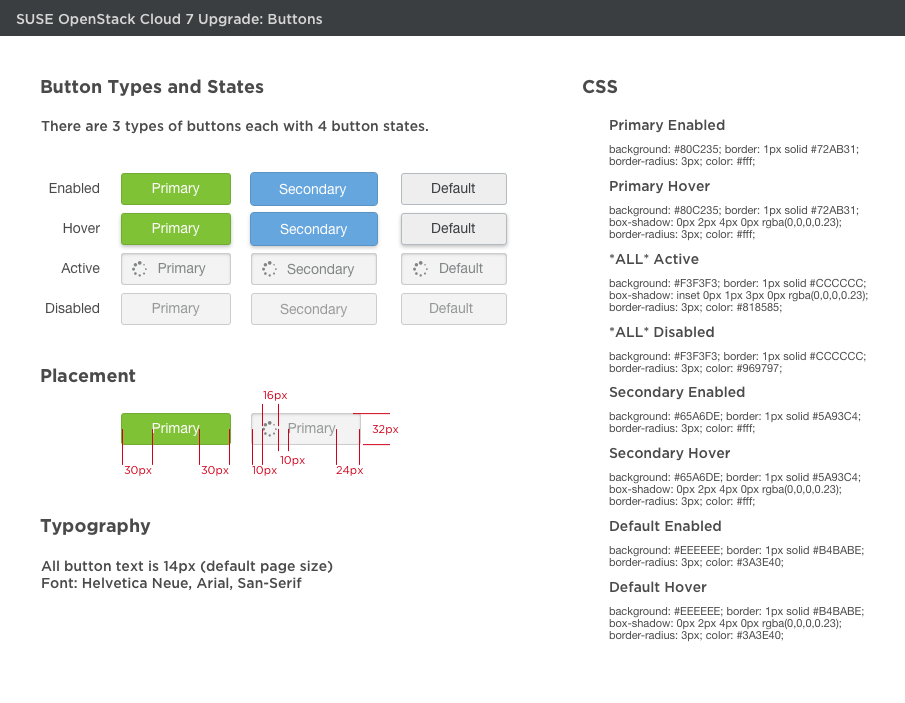 SUSE OpenStack Cloud 7 Upgrade: Buttons
Button Types and States
There are 3 types of buttons each with 4 button states.
Enabled Primary Secondary Default
Hover Primary Secondary Default
Active Primary Secondary Default
Disabled Primary Secondary Default
Placement
16px
Primary Primary 32px
10px
30px 30px 10px 24px
Typography
All button text is 14px (default page size)
Font: Helvetica Neue, Arial, San-Serif
CSS
Primary Enabled
background: #80C235; border: 1px solid #72AB31;
border-radius: 3px; color: #fff;
Primary Hover
background: #80C235; border: 1px solid #72AB31;
box-shadow: 0px 2px 4px 0px rgba(0,0,0,0.23);
border-radius: 3px; color: #fff;
*ALL* Active
background: #F3F3F3; border: 1px solid #CCCCCC;
box-shadow: inset 0px 1px 3px 0px rgba(0,0,0,0.23);
border-radius: 3px; color: #818585;
*ALL* Disabled
background: #F3F3F3; border: 1px solid #CCCCCC;
border-radius: 3px; color: #969797;
Secondary Enabled
background: #65A6DE; border: 1px solid #5A93C4;
border-radius: 3px; color: #fff;
Secondary Hover
background: #65A6DE; border: 1px solid #5A93C4;
box-shadow: 0px 2px 4px 0px rgba(0,0,0,0.23);
border-radius: 3px; color: #fff;
Default Enabled
background: #EEEEEE; border: 1px solid #B4BABE;
border-radius: 3px; color: #3A3E40;
Default Hover
background: #EEEEEE; border: 1px solid #B4BABE;
box-shadow: 0px 2px 4px 0px rgba(0,0,0,0.23);
border-radius: 3px; color: #3A3E40;